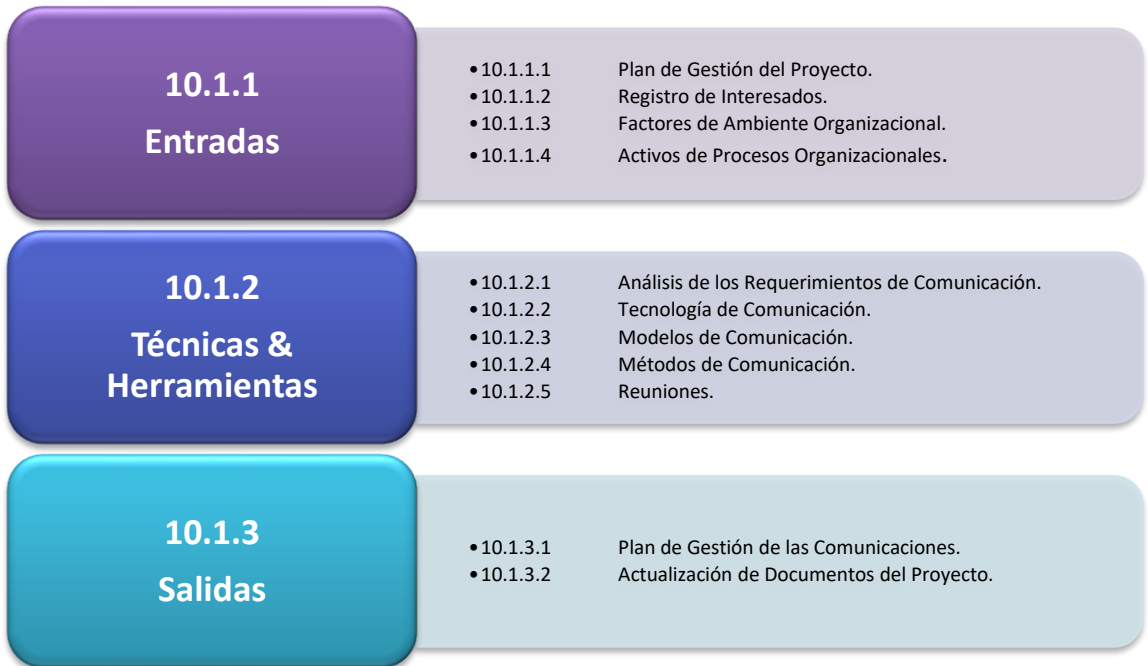 10.1.1
Entradas
•10.1.1.1 Plan de Gestión del Proyecto.
•10.1.1.2 Registro de Interesados.
•10.1.1.3 Factores de Ambiente Organizacional.
•10.1.1.4 Activos de Procesos Organizacionales.
10.1.2
Técnicas &
Herramientas
•10.1.2.1 Análisis de los Requerimientos de Comunicación.
•10.1.2.2 Tecnología de Comunicación.
•10.1.2.3 Modelos de Comunicación.
•10.1.2.4 Métodos de Comunicación.
•10.1.2.5 Reuniones.
10.1.3
Salidas
•10.1.3.1 Plan de Gestión de las Comunicaciones.
•10.1.3.2 Actualización de Documentos del Proyecto.